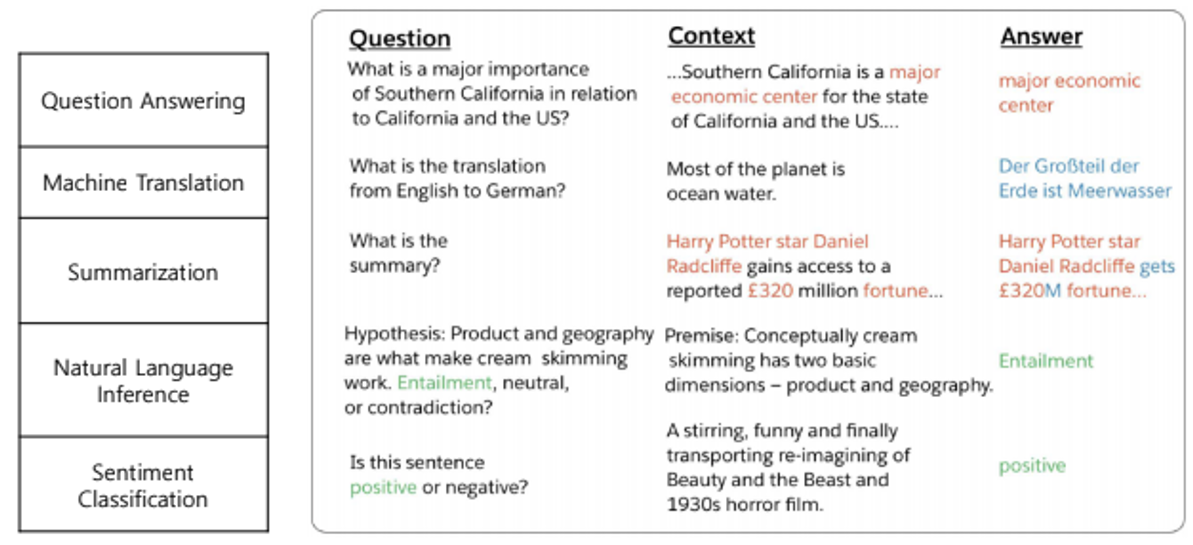 Question Answering
Machine Translation
Summarization
Natural Language
Inference
Sentiment
Classification
Question
Context
Answer
What is a major importance
of Southern California in relation
to California and the US?
...Southern California is a major
economic center for the state
of California and the US....
major economic
center
What is the translation
from English to German?
Most of the planet is
ocean water.
Der Großteil der
Erde ist Meerwasser
What is the
summary?
Harry Potter star Daniel
Radcliffe gains access to a
reported £320 million fortune...
Harry Potter star
Daniel Radcliffe gets
£320M fortune...
Hypothesis: Product and geography
are what make cream skimming
work. Entailment, neutral,
or contradiction?
Premise: Conceptually cream
skimming has two basic
dimensions – product and geography.
Entailment
Is this sentence
positive or negative?
A stirring, funny and finally
transporting re-imagining of
Beauty and the Beast and
1930s horror film.
positive